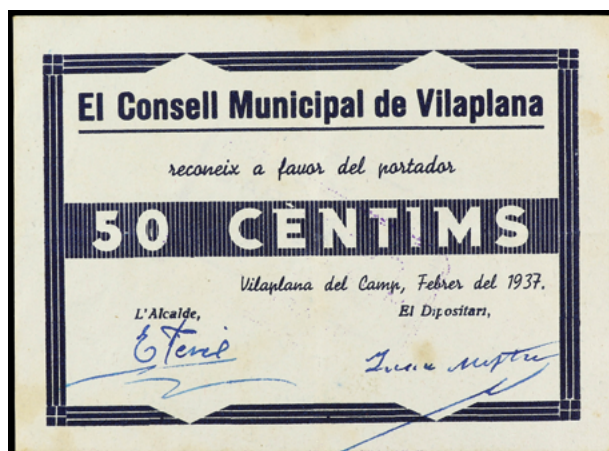 El Consell Municipal de Vilaplana
reconeix a favor del portador
50 CÈNTIMS
Vilaplana del Camp, Febrer del 1937.
L'Alcalde,
El Dipositari,